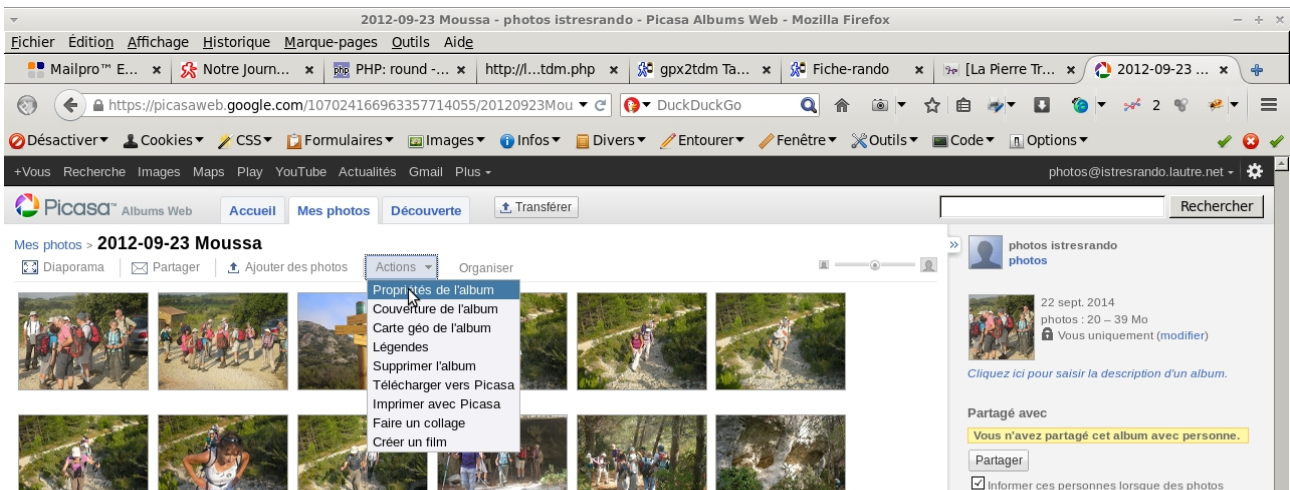 2012-09-23 Moussa - photos istresrando - Picasa Albums Web - Mozilla Firefox
Fichier Édition Affichage Historique Marque-pages Outils Aide
Mailpro™ E... Notre Journ... PHP: round -... http://l...tdm.php gpx2tdm Ta... Fiche-rando [La Pierre Tr... 2012-09-23 ...
https://picasaweb.google.com/107024166963357714055/20120923Mou DuckDuckGo 2
Désactiver Cookies CSS Formulaires Images Infos Divers Entourer Fenêtre Outils Code Options
+Vous Recherche Images Maps Play YouTube Actualités Gmail Plus photos@istresrando.lautre.net
Picasa™ Albums Web Accueil Mes photos Découverte Transférer Rechercher
Mes photos > 2012-09-23 Moussa
Diaporama Partager Ajouter des photos Actions Organiser
Propriétés de l'album
Couverture de l'album
Carte géo de l'album
Légendes
Supprimer l'album
Télécharger vers Picasa
Imprimer avec Picasa
Faire un collage
Créer un film
photos istresrando
photos
22 sept. 2014
photos : 20 – 39 Mo
Vous uniquement (modifier)
Cliquez ici pour saisir la description d'un album.
Partagé avec
Vous n'avez partagé cet album avec personne.
Partager
Informer ces personnes lorsque des photos